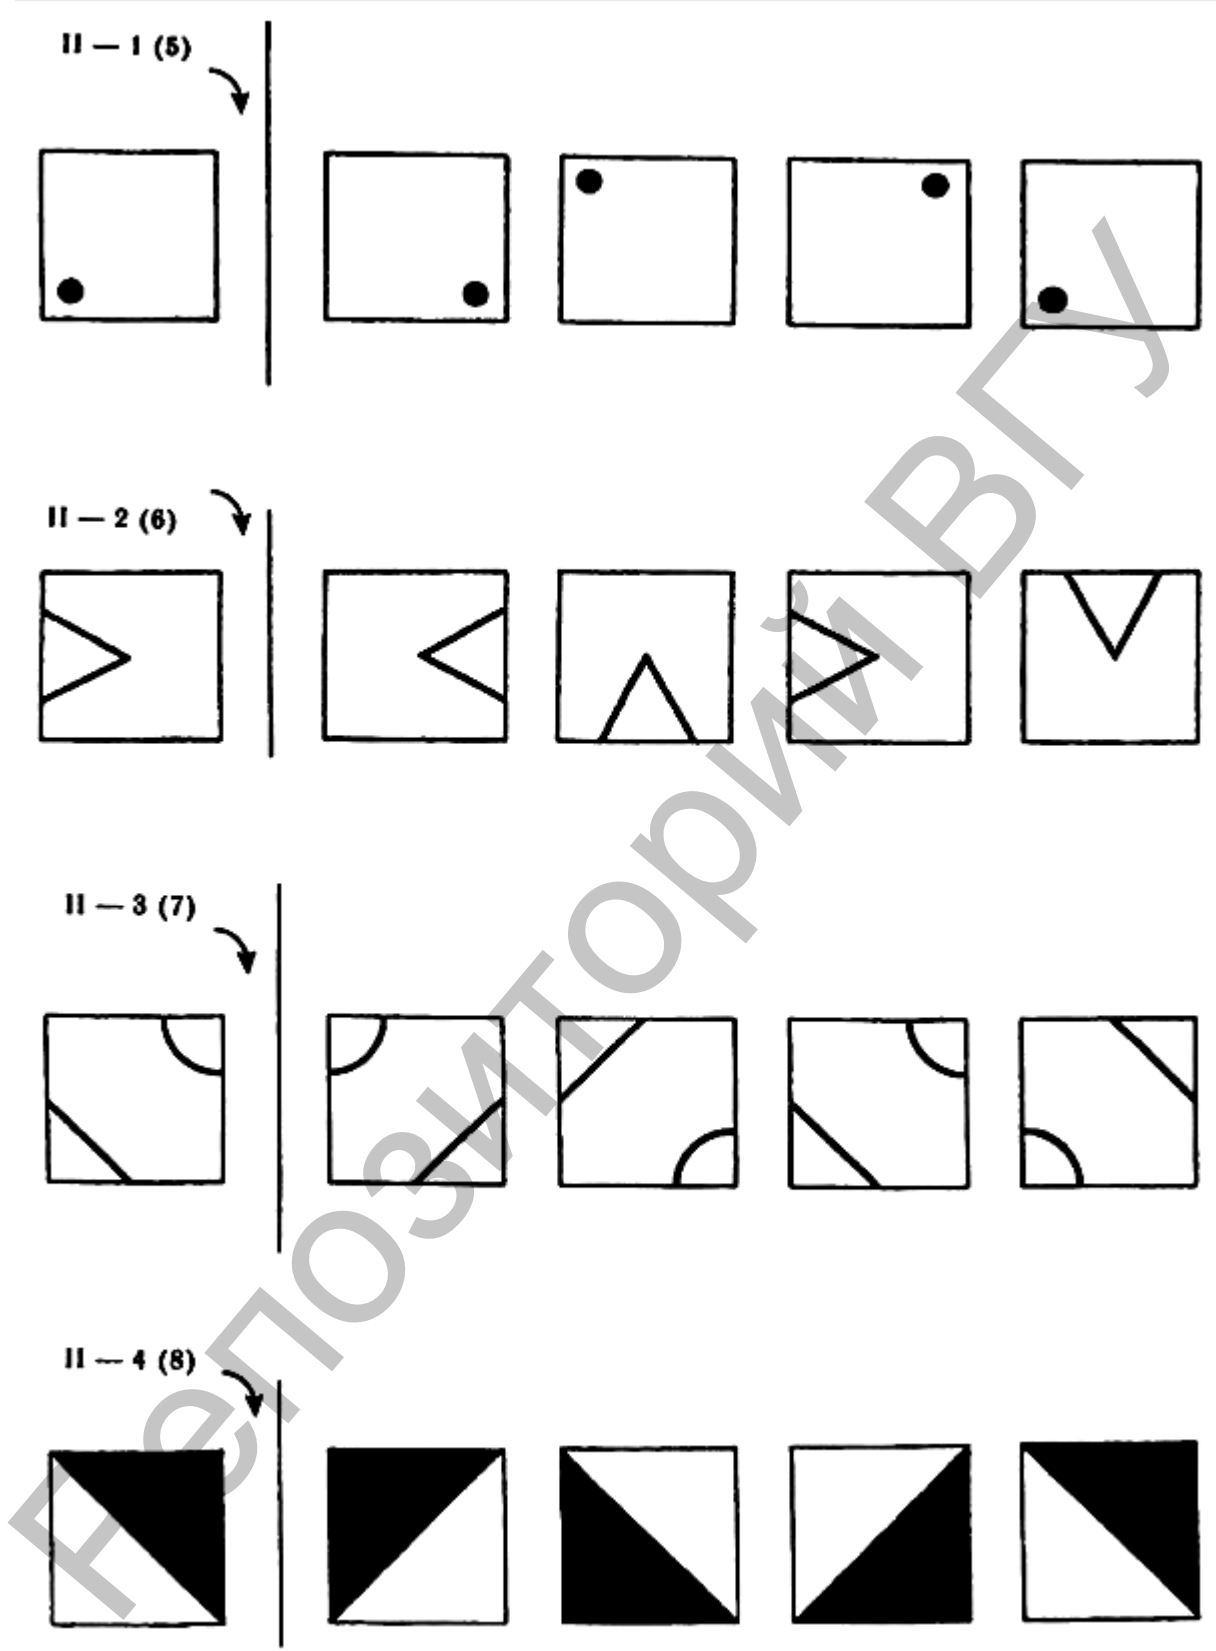 II — 1 (5)
II — 2 (6)
II — 3 (7)
II — 4 (8)
Репозиторий ВГУ